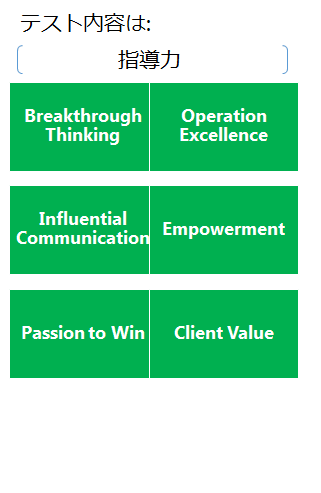 テスト内容は:
指導力
Breakthrough
Thinking
Operation
Excellence
Influential
Communication
Empowerment
Passion to Win
Client Value